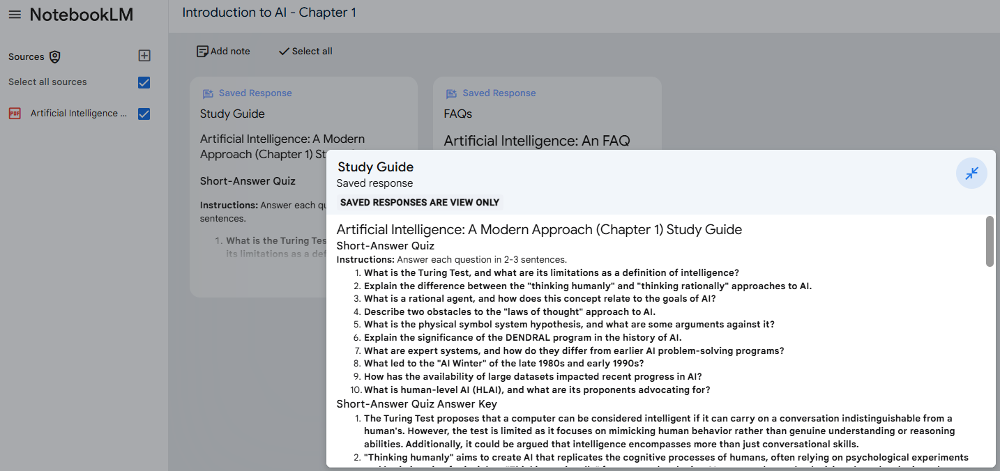 NotebookLM
Introduction to AI - Chapter 1
Sources
Select all sources
PDF
Artificial Intelligence ...
Add note
Select all
Saved Response
Study Guide
Artificial Intelligence: A Modern
Approach (Chapter 1)
Short-Answer Quiz
Instructions: Answer each
sentences.
1. What is the Turing
its limitations as a
Saved Response
FAQs
Artificial Intelligence: An FAQ
Study Guide
Saved response
SAVED RESPONSES ARE VIEW ONLY
Artificial Intelligence: A Modern Approach (Chapter 1) Study Guide
Short-Answer Quiz
Instructions: Answer each question in 2-3 sentences.
1. What is the Turing Test, and what are its limitations as a definition of intelligence?
2. Explain the difference between the "thinking humanly" and "thinking rationally" approaches to AI.
3. What is a rational agent, and how does this concept relate to the goals of AI?
4. Describe two obstacles to the "laws of thought" approach to AI.
5. What is the physical symbol system hypothesis, and what are some arguments against it?
6. Explain the significance of the DENDRAL program in the history of AI.
7. What are expert systems, and how do they differ from earlier AI problem-solving programs?
8. What led to the "AI Winter" of the late 1980s and early 1990s?
9. How has the availability of large datasets impacted recent progress in AI?
10. What is human-level AI (HLAI), and what are its proponents advocating for?
Short-Answer Quiz Answer Key
1. The Turing Test proposes that a computer can be considered intelligent if it can carry on a conversation indistinguishable from a
human's. However, the test is limited as it focuses on mimicking human behavior rather than genuine understanding or reasoning
abilities. Additionally, it could be argued that intelligence encompasses more than just conversational skills.
2. "Thinking humanly" aims to create AI that replicates the cognitive processes of humans, often relying on psychological experiments